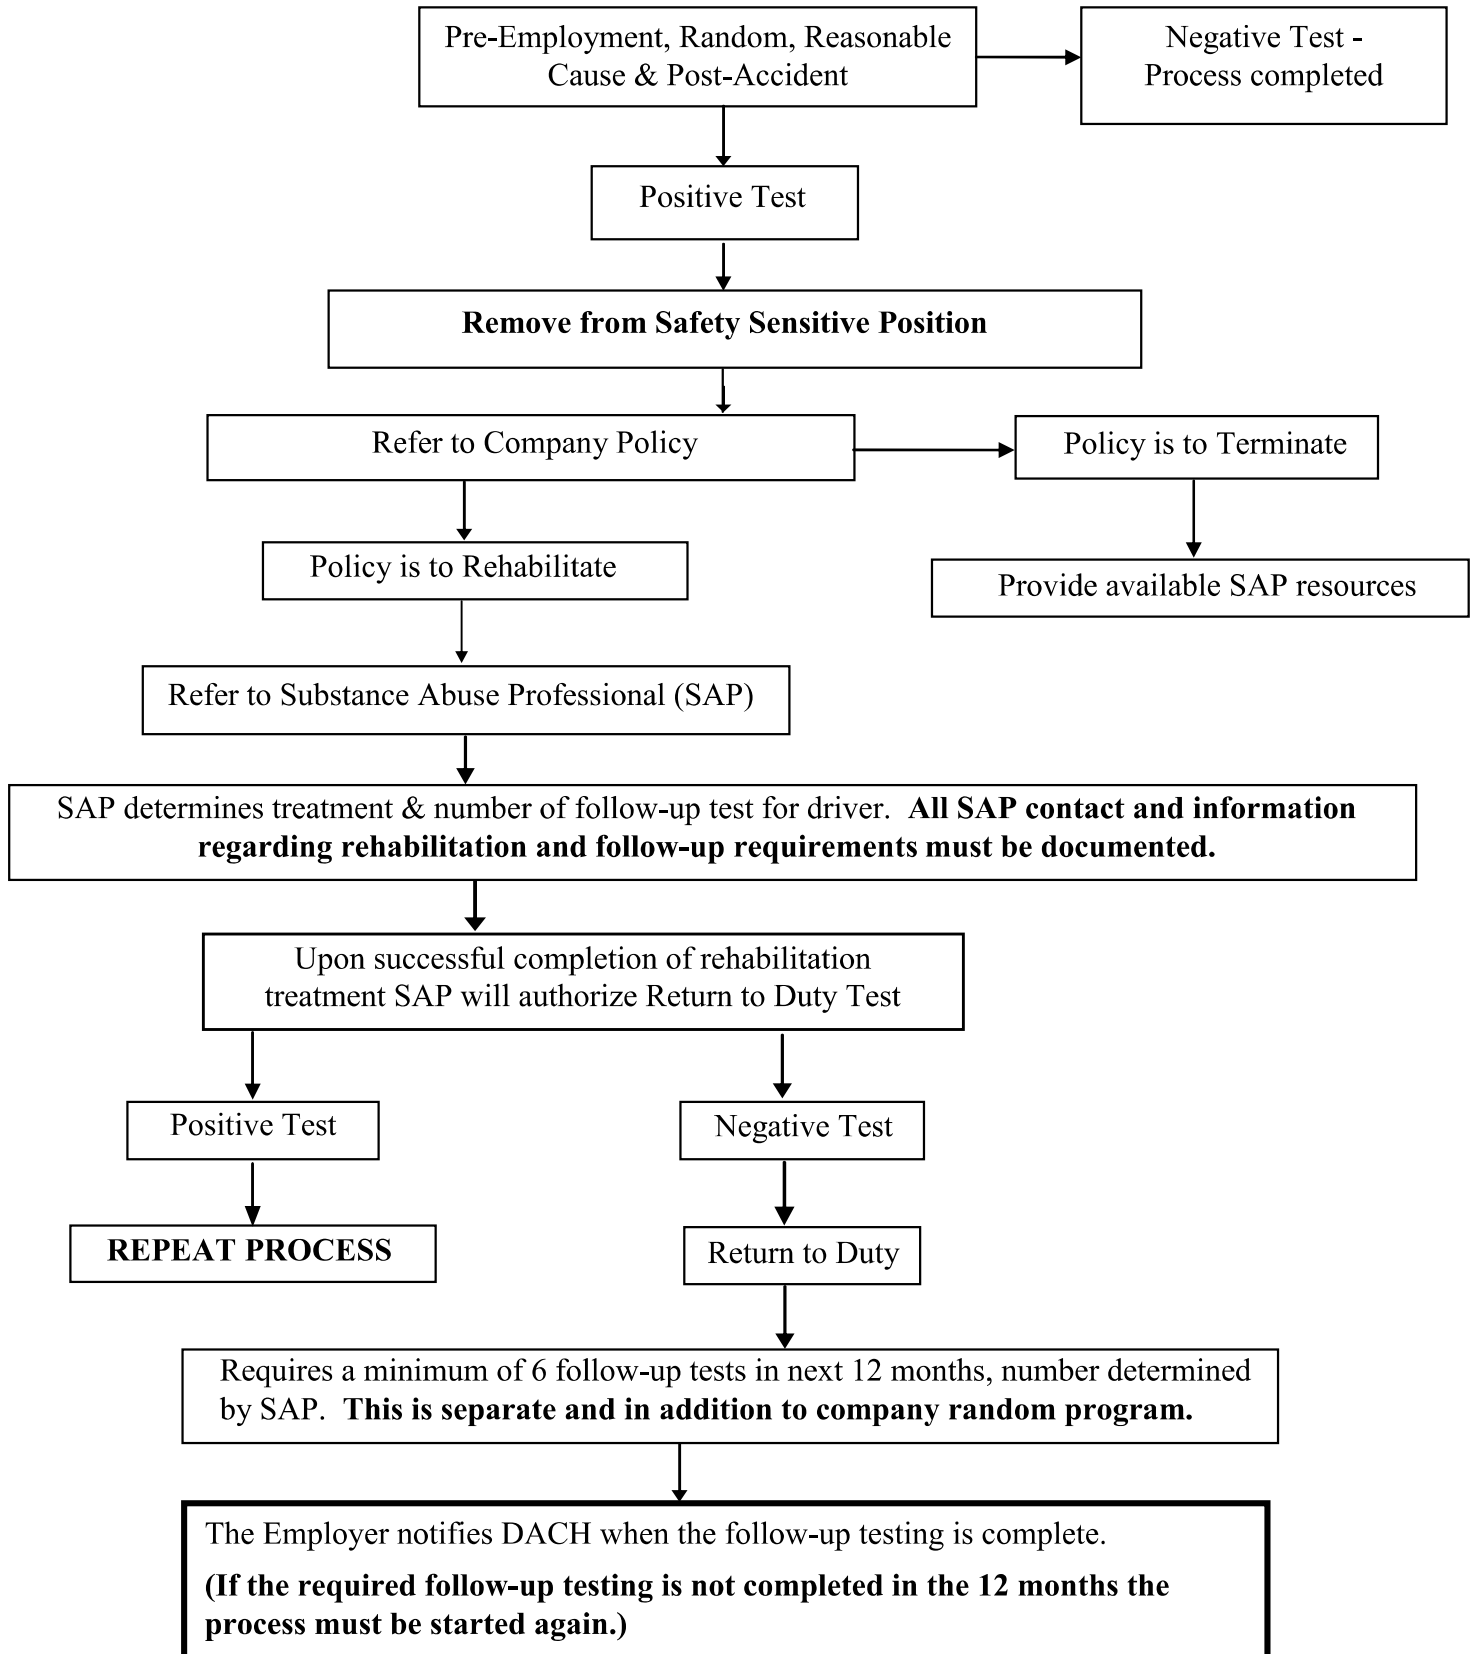 Pre-Employment, Random, Reasonable
Cause & Post-Accident
Negative Test -
Process completed
Positive Test
Remove from Safety Sensitive Position
Refer to Company Policy
Policy is to Terminate
Policy is to Rehabilitate
Provide available SAP resources
Refer to Substance Abuse Professional (SAP)
SAP determines treatment & number of follow-up test for driver.  All SAP contact and information
regarding rehabilitation and follow-up requirements must be documented.
Upon successful completion of rehabilitation
treatment SAP will authorize Return to Duty Test
Positive Test
Negative Test
REPEAT PROCESS
Return to Duty
Requires a minimum of 6 follow-up tests in next 12 months, number determined
by SAP.  This is separate and in addition to company random program.
The Employer notifies DACH when the follow-up testing is complete.
(If the required follow-up testing is not completed in the 12 months the
process must be started again.)